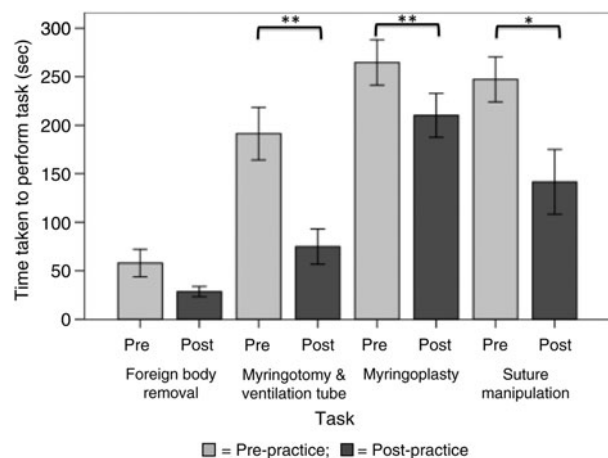 Time taken to perform task (sec)
300
250
200
150
100
50
0
** ** *
Pre Post Pre Post Pre Post Pre Post
Foreign body Myringotomy & Myringoplasty Suture
removal ventilation tube manipulation
Task
= Pre-practice; = Post-practice